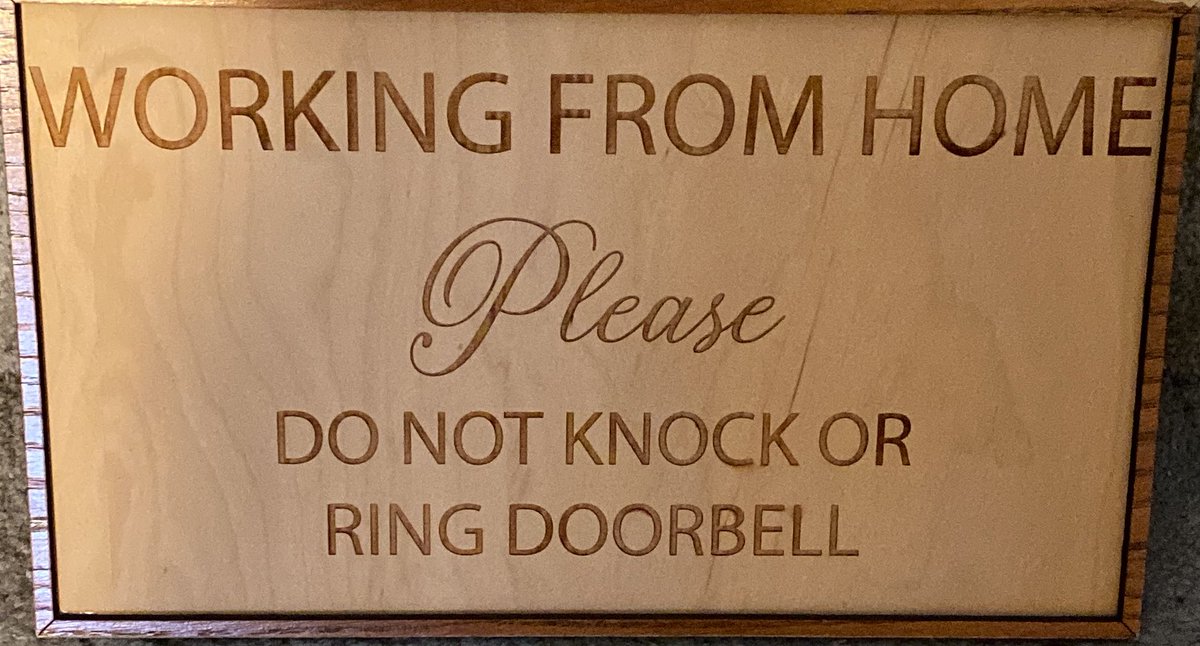 WORKING FROM HOME
Please
DO NOT KNOCK OR
RING DOORBELL